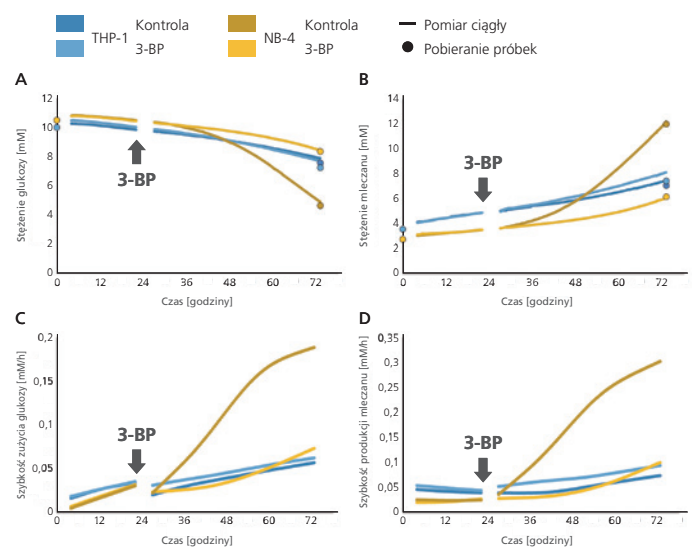 Kontrola Kontrola Pomiar ciągły
THP-1 NB-4
3-BP 3-BP Pobieranie próbek
A
Stężenie glukozy [mM]
12
10
8
6
4
2
0
3-BP
0 12 24 36 48 60 72
Czas [godziny]
B
Stężenie mleczanu [mM]
14
12
10
8
6
4
2
0
3-BP
0 12 24 36 48 60 72
Czas [godziny]
C
Szybkość zużycia glukozy [mM/h]
0,2
0,15
0,1
0,05
0
3-BP
0 12 24 36 48 60 72
Czas [godziny]
D
Szybkość produkcji mleczanu [mM/h]
0,35
0,3
0,25
0,2
0,15
0,1
0,05
0
3-BP
0 12 24 36 48 60 72
Czas [godziny]